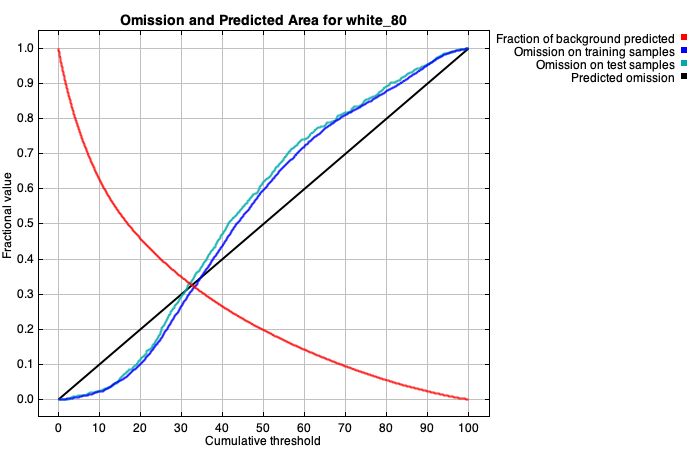 Omission and Predicted Area for white_80
Fraction of background predicted
Omission on training samples
Omission on test samples
Predicted omission
Fractional value
1.0
0.9
0.8
0.7
0.6
0.5
0.4
0.3
0.2
0.1
0.0
0 10 20 30 40 50 60 70 80 90 100
Cumulative threshold